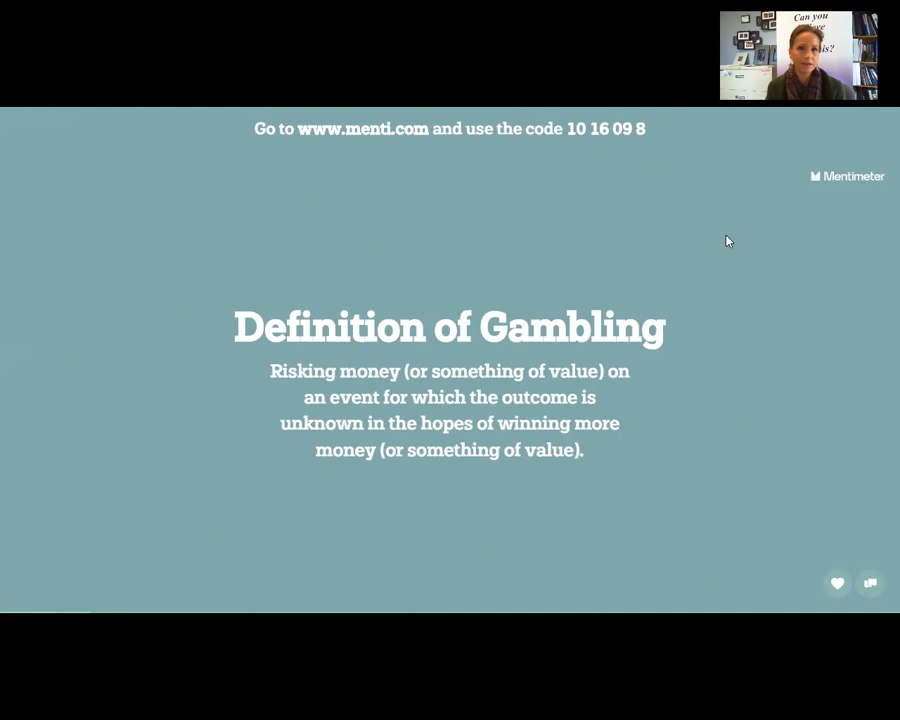 Can you
?
Go to www.menti.com and use the code 10 16 09 8
Mentimeter
Definition of Gambling
Risking money (or something of value) on
an event for which the outcome is
unknown in the hopes of winning more
money (or something of value).